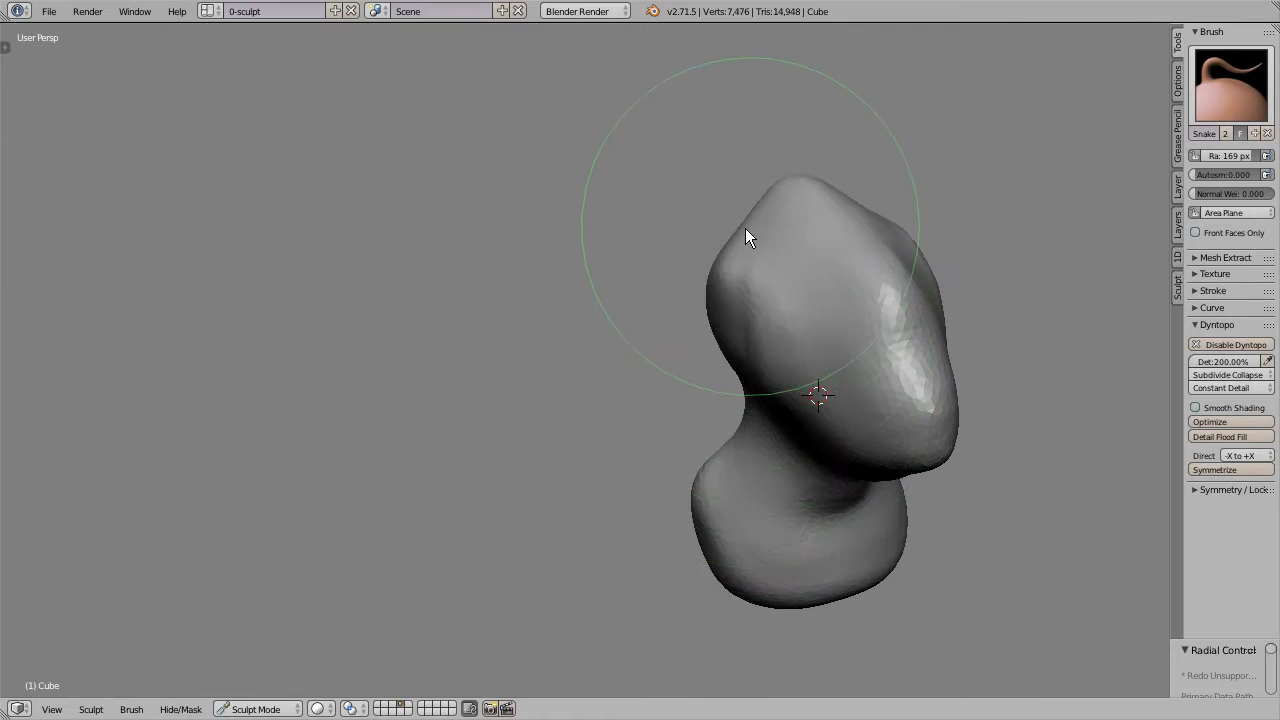 File Render Window Help 0-sculpt Scene Blender Render v2.71.5 | Verts:7,476 | Tris:14,948 | Cube
User Persp
Brush
Tools
Options
Grease Pencil
Layer
Layers
1D
Sculpt
Snake 2 F
Ra: 169 px
Autosm:0.000
Normal Wei: 0.000
Area Plane
Front Faces Only
Mesh Extract
Texture
Stroke
Curve
Dyntopo
Disable Dyntopo
Det:200.00%
Subdivide Collapse
Constant Detail
Smooth Shading
Optimize
Detail Flood Fill
Direct -X to +X
Symmetrize
Symmetry / Lock
Radial Control
* Redo Unsuppor...
Primary Data Path
(1) Cube
View Sculpt Brush Hide/Mask Sculpt Mode